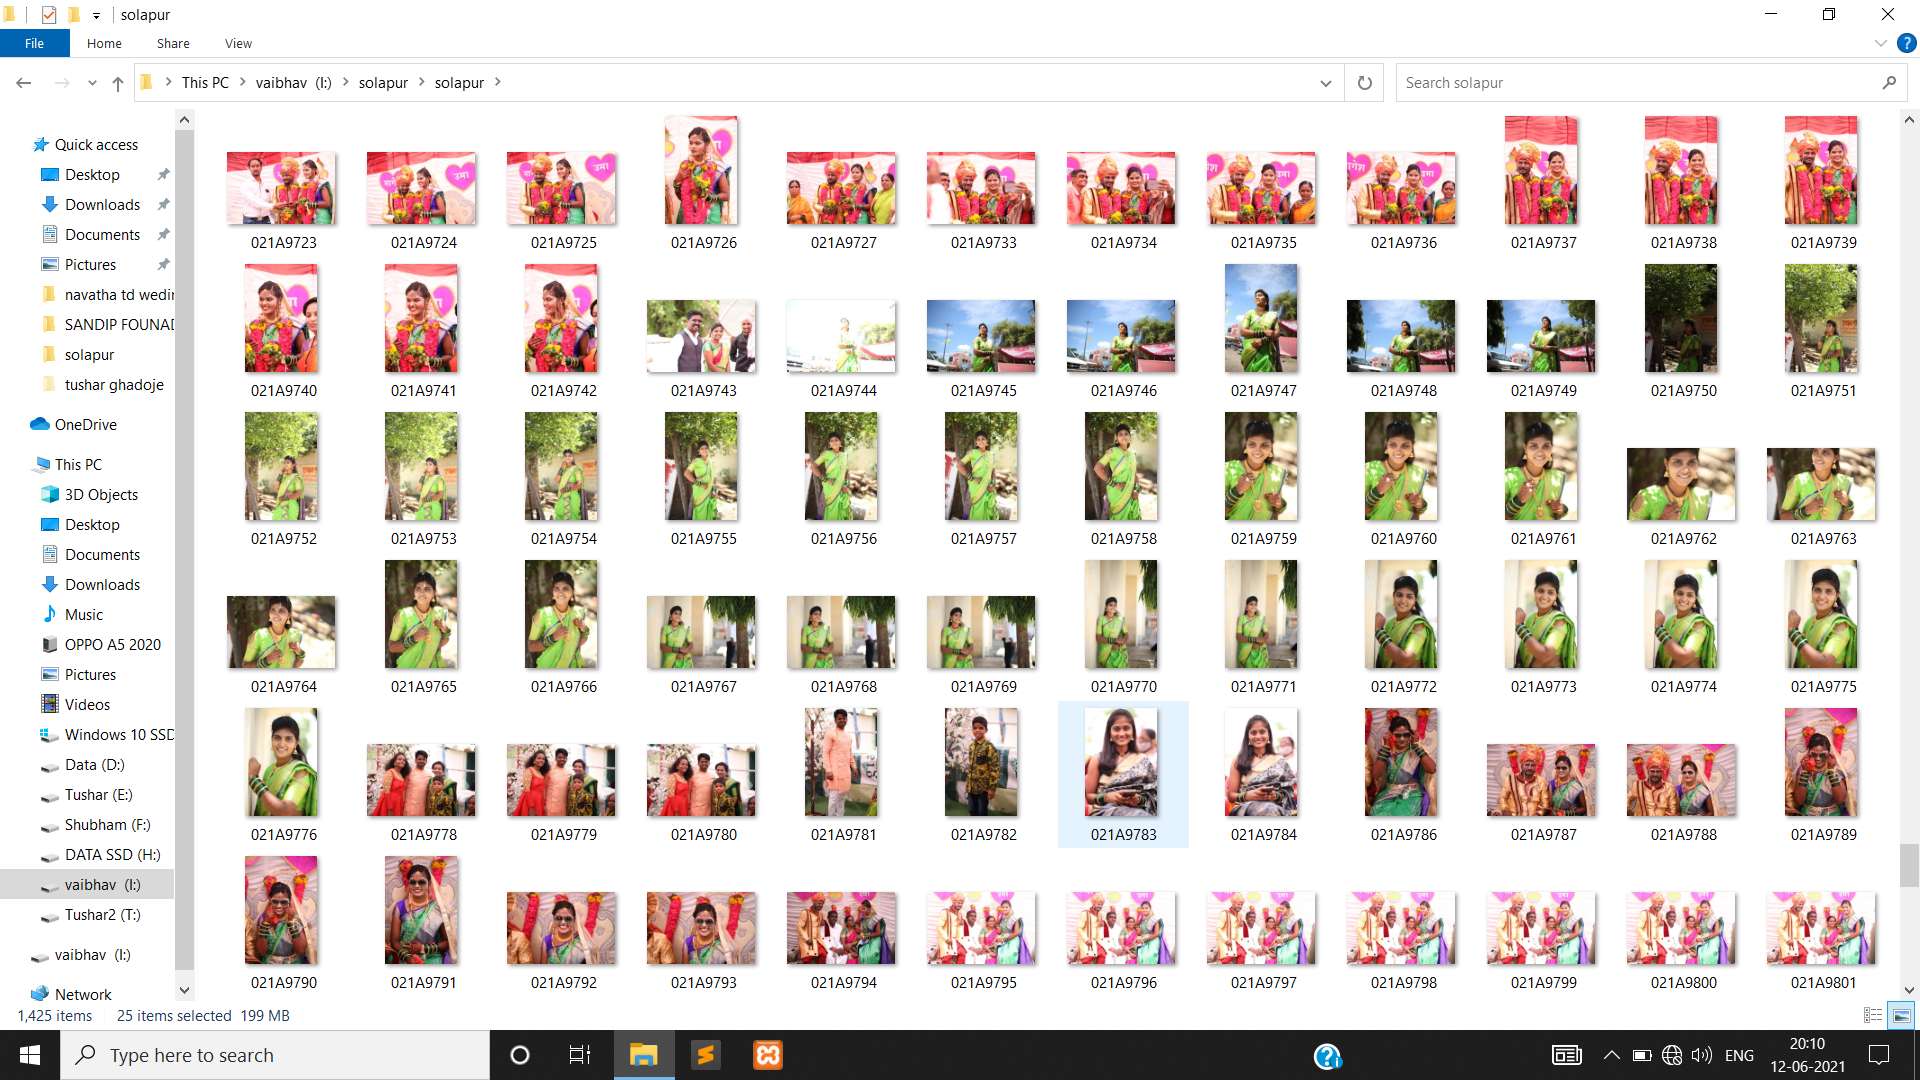 solapur
File Home Share View
This PC vaibhav (I:) solapur solapur
Search solapur
Quick access
Desktop
Downloads
Documents
Pictures
navatha td wedin
SANDIP FOUNAD
solapur
tushar ghadoje
OneDrive
This PC
3D Objects
Desktop
Documents
Downloads
Music
OPPO A5 2020
Pictures
Videos
Windows 10 SSD
Data (D:)
Tushar (E:)
Shubham (F:)
DATA SSD (H:)
vaibhav (I:)
Tushar2 (T:)
vaibhav (I:)
Network
उमा
उमा
021A9723 021A9724 021A9725 021A9726 021A9727 021A9733 021A9734 021A9735 021A9736 021A9737 021A9738 021A9739
021A9740 021A9741 021A9742 021A9743 021A9744 021A9745 021A9746 021A9747 021A9748 021A9749 021A9750 021A9751
021A9752 021A9753 021A9754 021A9755 021A9756 021A9757 021A9758 021A9759 021A9760 021A9761 021A9762 021A9763
021A9764 021A9765 021A9766 021A9767 021A9768 021A9769 021A9770 021A9771 021A9772 021A9773 021A9774 021A9775
021A9776 021A9778 021A9779 021A9780 021A9781 021A9782 021A9783 021A9784 021A9786 021A9787 021A9788 021A9789
021A9790 021A9791 021A9792 021A9793 021A9794 021A9795 021A9796 021A9797 021A9798 021A9799 021A9800 021A9801
1,425 items 25 items selected 199 MB
Type here to search
ENG
20:10
12-06-2021